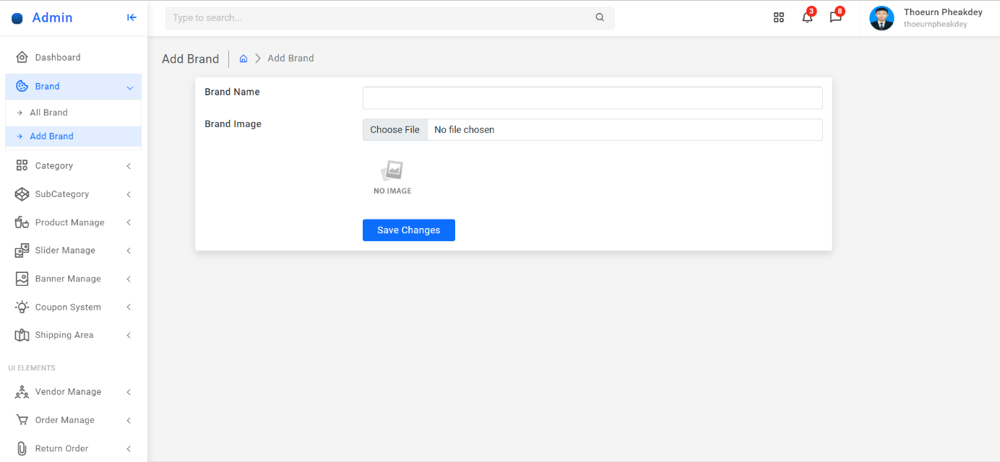 Admin
Type to search...
3
8
Thoeurn Pheakdey
thoeurnpheakdey
Dashboard
Brand
All Brand
Add Brand
Category
SubCategory
Product Manage
Slider Manage
Banner Manage
Coupon System
Shipping Area
UI ELEMENTS
Vendor Manage
Order Manage
Return Order
Add Brand
Add Brand
Brand Name
Brand Image
Choose File No file chosen
NO IMAGE
Save Changes